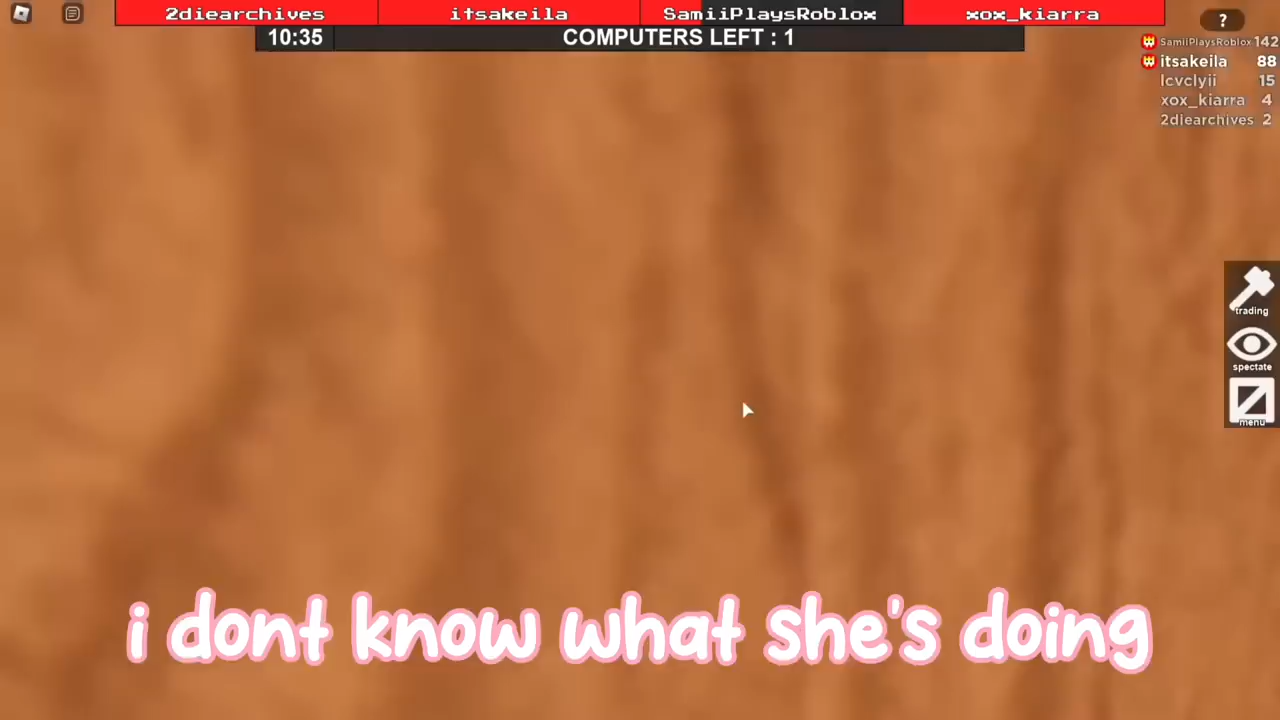 2diearchives itsakeila SamiiPlaysRoblox xox_kiarra
?
10:35 COMPUTERS LEFT : 1
SamiiPlaysRoblox 142
itsakeila 88
lcvclyii 15
xox_kiarra 4
2diearchives 2
trading
spectate
menu
i dont know what she's doing